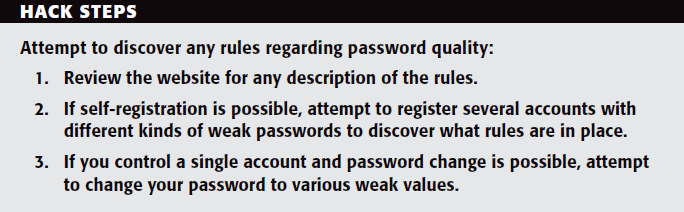 HACK STEPS
Attempt to discover any rules regarding password quality:
1. Review the website for any description of the rules.
2. If self-registration is possible, attempt to register several accounts with
different kinds of weak passwords to discover what rules are in place.
3. If you control a single account and password change is possible, attempt
to change your password to various weak values.